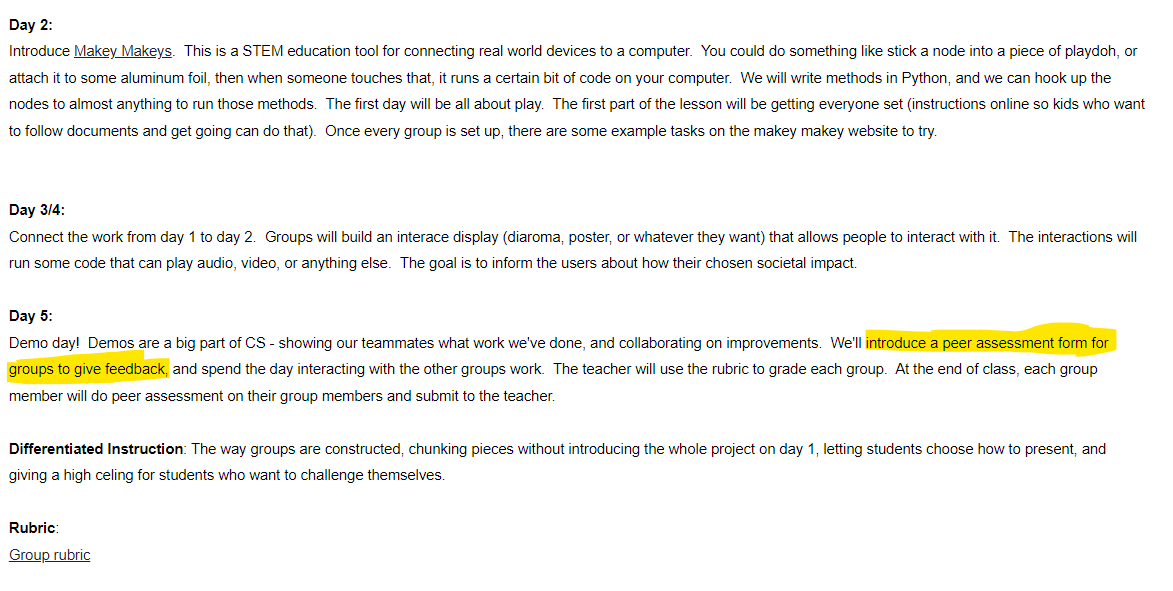 Day 2:
Introduce Makey Makeys.  This is a STEM education tool for connecting real world devices to a computer.  You could do something like stick a node into a piece of playdoh, or
attach it to some aluminum foil, then when someone touches that, it runs a certain bit of code on your computer.  We will write methods in Python, and we can hook up the
nodes to almost anything to run those methods.  The first day will be all about play.  The first part of the lesson will be getting everyone set (instructions online so kids who want
to follow documents and get going can do that).  Once every group is set up, there are some example tasks on the makey makey website to try.
Day 3/4:
Connect the work from day 1 to day 2.  Groups will build an interace display (diaroma, poster, or whatever they want) that allows people to interact with it.  The interactions will
run some code that can play audio, video, or anything else.  The goal is to inform the users about how their chosen societal impact.
Day 5:
Demo day!  Demos are a big part of CS - showing our teammates what work we've done, and collaborating on improvements.  We'll introduce a peer assessment form for
groups to give feedback, and spend the day interacting with the other groups work.  The teacher will use the rubric to grade each group.  At the end of class, each group
member will do peer assessment on their group members and submit to the teacher.
Differentiated Instruction: The way groups are constructed, chunking pieces without introducing the whole project on day 1, letting students choose how to present, and
giving a high celing for students who want to challenge themselves.
Rubric:
Group rubric